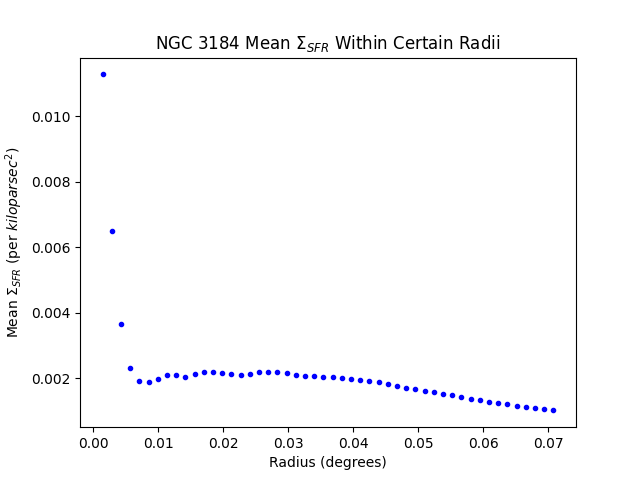 NGC 3184 Mean Σ_SFR Within Certain Radii
Mean Σ_SFR (per kiloparsec²)
0.010
0.008
0.006
0.004
0.002
0.00 0.01 0.02 0.03 0.04 0.05 0.06 0.07
Radius (degrees)